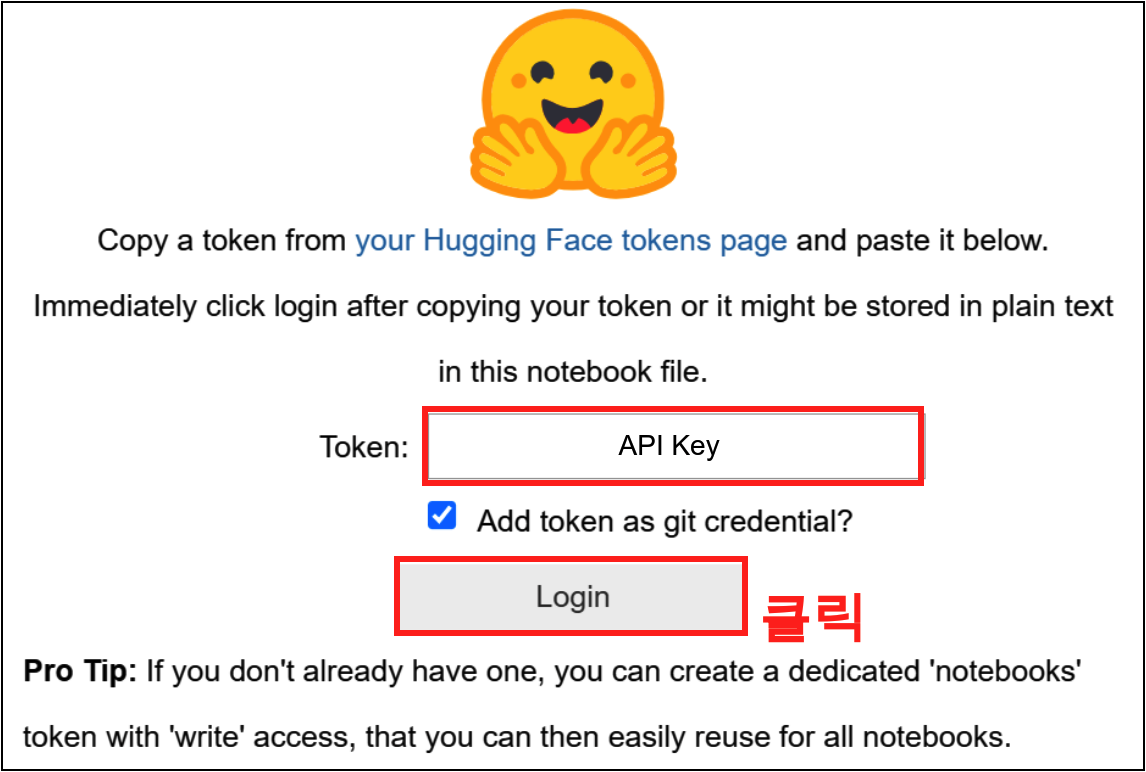 Copy a token from your Hugging Face tokens page and paste it below.
Immediately click login after copying your token or it might be stored in plain text
in this notebook file.
Token: API Key
Add token as git credential?
Login 클릭
Pro Tip: If you don't already have one, you can create a dedicated 'notebooks'
token with 'write' access, that you can then easily reuse for all notebooks.